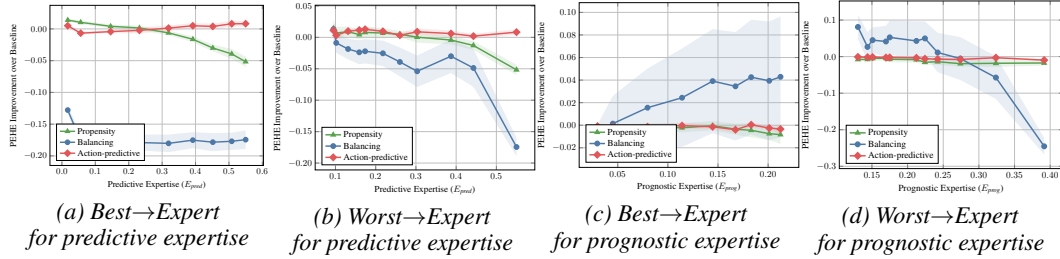 PEHE Improvement over Baseline
0.00
−0.05
−0.10
−0.15
−0.20
Propensity
Balancing
Action-predictive
0.0 0.1 0.2 0.3 0.4 0.5
Predictive Expertise (E_pred)
(a) Best→Expert
for predictive expertise
PEHE Improvement over Baseline
0.05
0.00
−0.05
−0.10
−0.15
−0.20
Propensity
Balancing
Action-predictive
0.1 0.2 0.3 0.4 0.5
Predictive Expertise (E_pred)
(b) Worst→Expert
for predictive expertise
PEHE Improvement over Baseline
0.10
0.08
0.06
0.04
0.02
0.00
−0.02
Propensity
Balancing
Action-predictive
0.05 0.10 0.15 0.20
Prognostic Expertise (E_prog)
(c) Best→Expert
for prognostic expertise
PEHE Improvement over Baseline
0.1
0.0
−0.1
−0.2
−0.3
Propensity
Balancing
Action-predictive
0.15 0.20 0.25 0.30 0.35 0.40
Prognostic Expertise (E_prog)
(d) Worst→Expert
for prognostic expertise